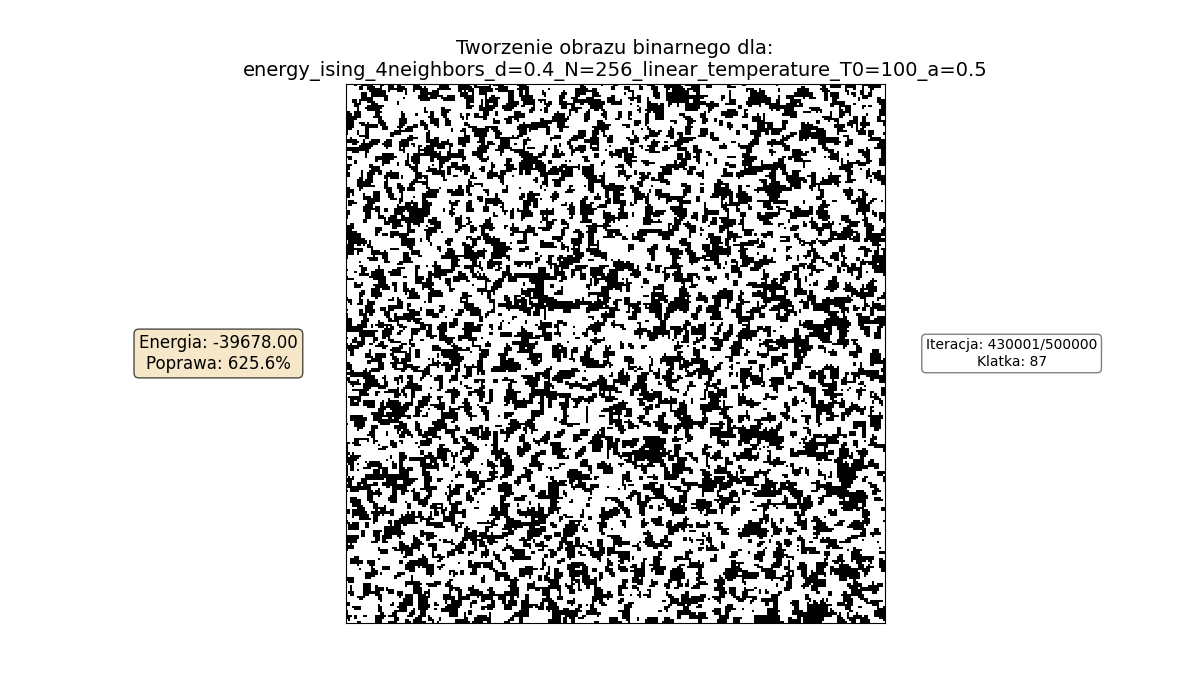 Tworzenie obrazu binarnego dla:
energy_ising_4neighbors_d=0.4_N=256_linear_temperature_T0=100_a=0.5
Energia: -39678.00
Poprawa: 625.6%
Iteracja: 430001/500000
Klatka: 87